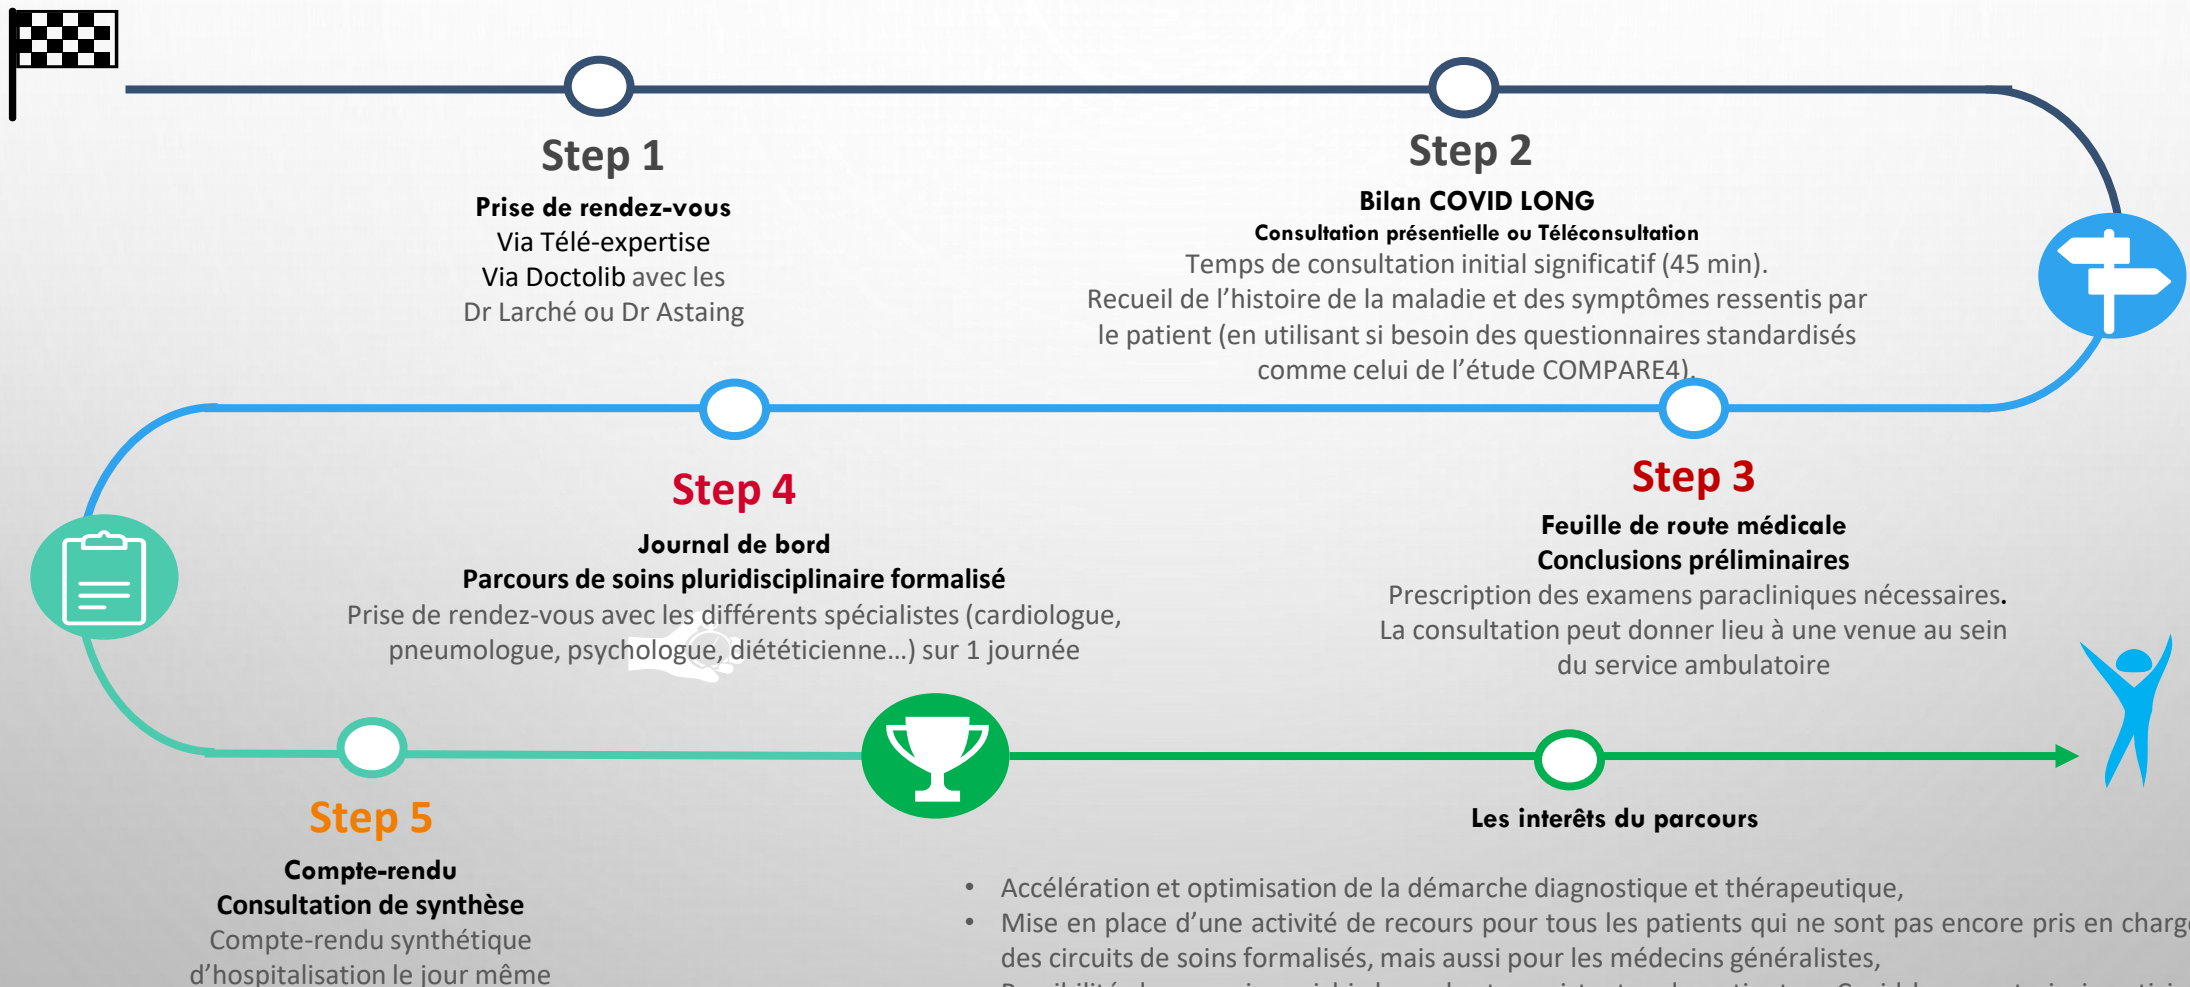 Step 1
Prise de rendez-vous
Via Télé-expertise
Via Doctolib avec les
Dr Larché ou Dr Astaing
Step 2
Bilan COVID LONG
Consultation présentielle ou Téléconsultation
Temps de consultation initial significatif (45 min).
Recueil de l’histoire de la maladie et des symptômes ressentis par
le patient (en utilisant si besoin des questionnaires standardisés
comme celui de l’étude COMPARE4).
Step 3
Feuille de route médicale
Conclusions préliminaires
Prescription des examens paracliniques nécessaires.
La consultation peut donner lieu à une venue au sein
du service ambulatoire
Step 4
Journal de bord
Parcours de soins pluridisciplinaire formalisé
Prise de rendez-vous avec les différents spécialistes (cardiologue,
pneumologue, psychologue, diététicienne…) sur 1 journée
Step 5
Compte-rendu
Consultation de synthèse
Compte-rendu synthétique
d’hospitalisation le jour même
Les interêts du parcours
• Accélération et optimisation de la démarche diagnostique et thérapeutique,
• Mise en place d’une activité de recours pour tous les patients qui ne sont pas encore pris en charge
des circuits de soins formalisés, mais aussi pour les médecins généralistes,